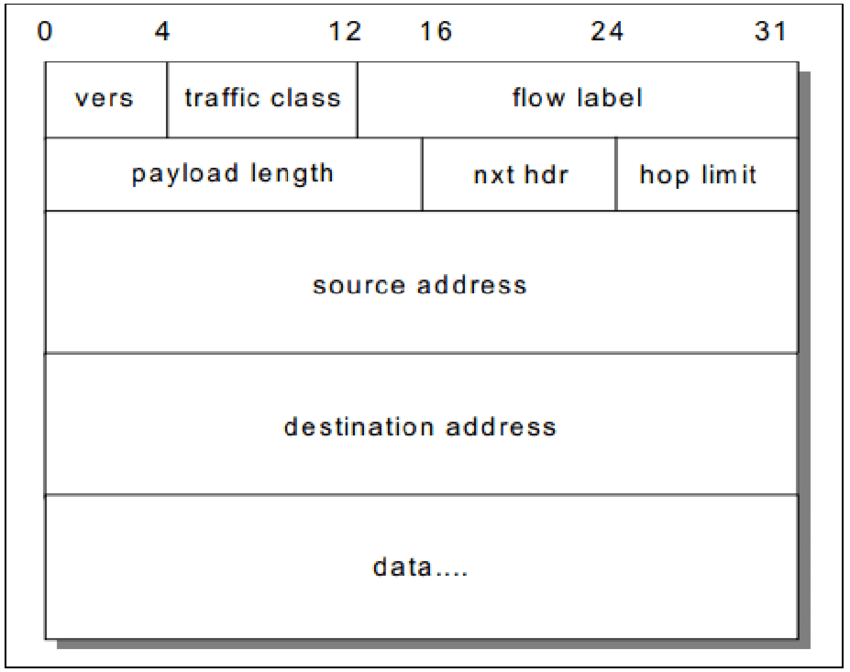 0 4 12 16 24 31
vers traffic class flow label
payload length nxt hdr hop limit
source address
destination address
data....